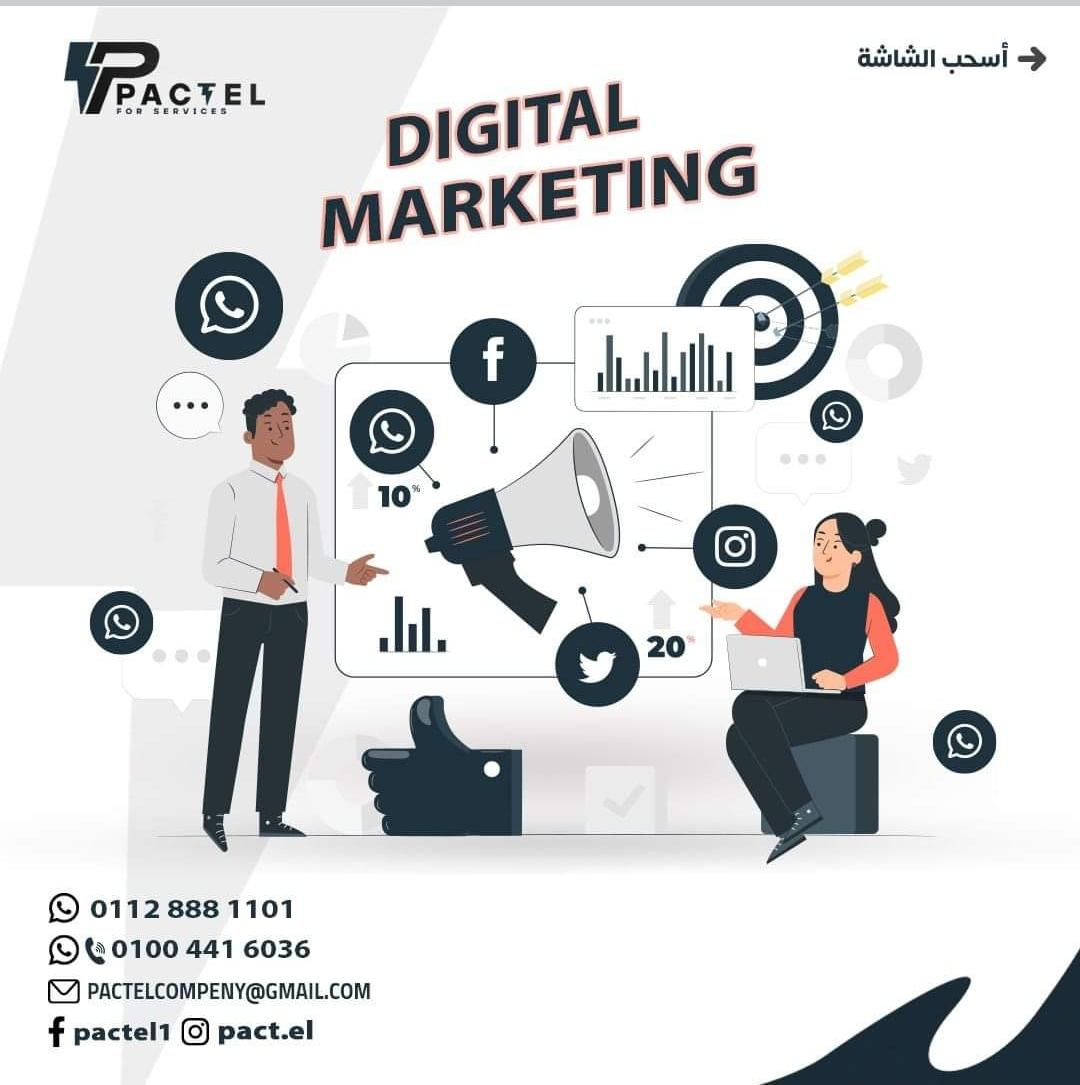 PACTEL
FOR SERVICES
أسحب الشاشة
DIGITAL
MARKETING
10%
20%
0112 888 1101
0100 441 6036
PACTELCOMPENY@GMAIL.COM
pactel1 pact.el